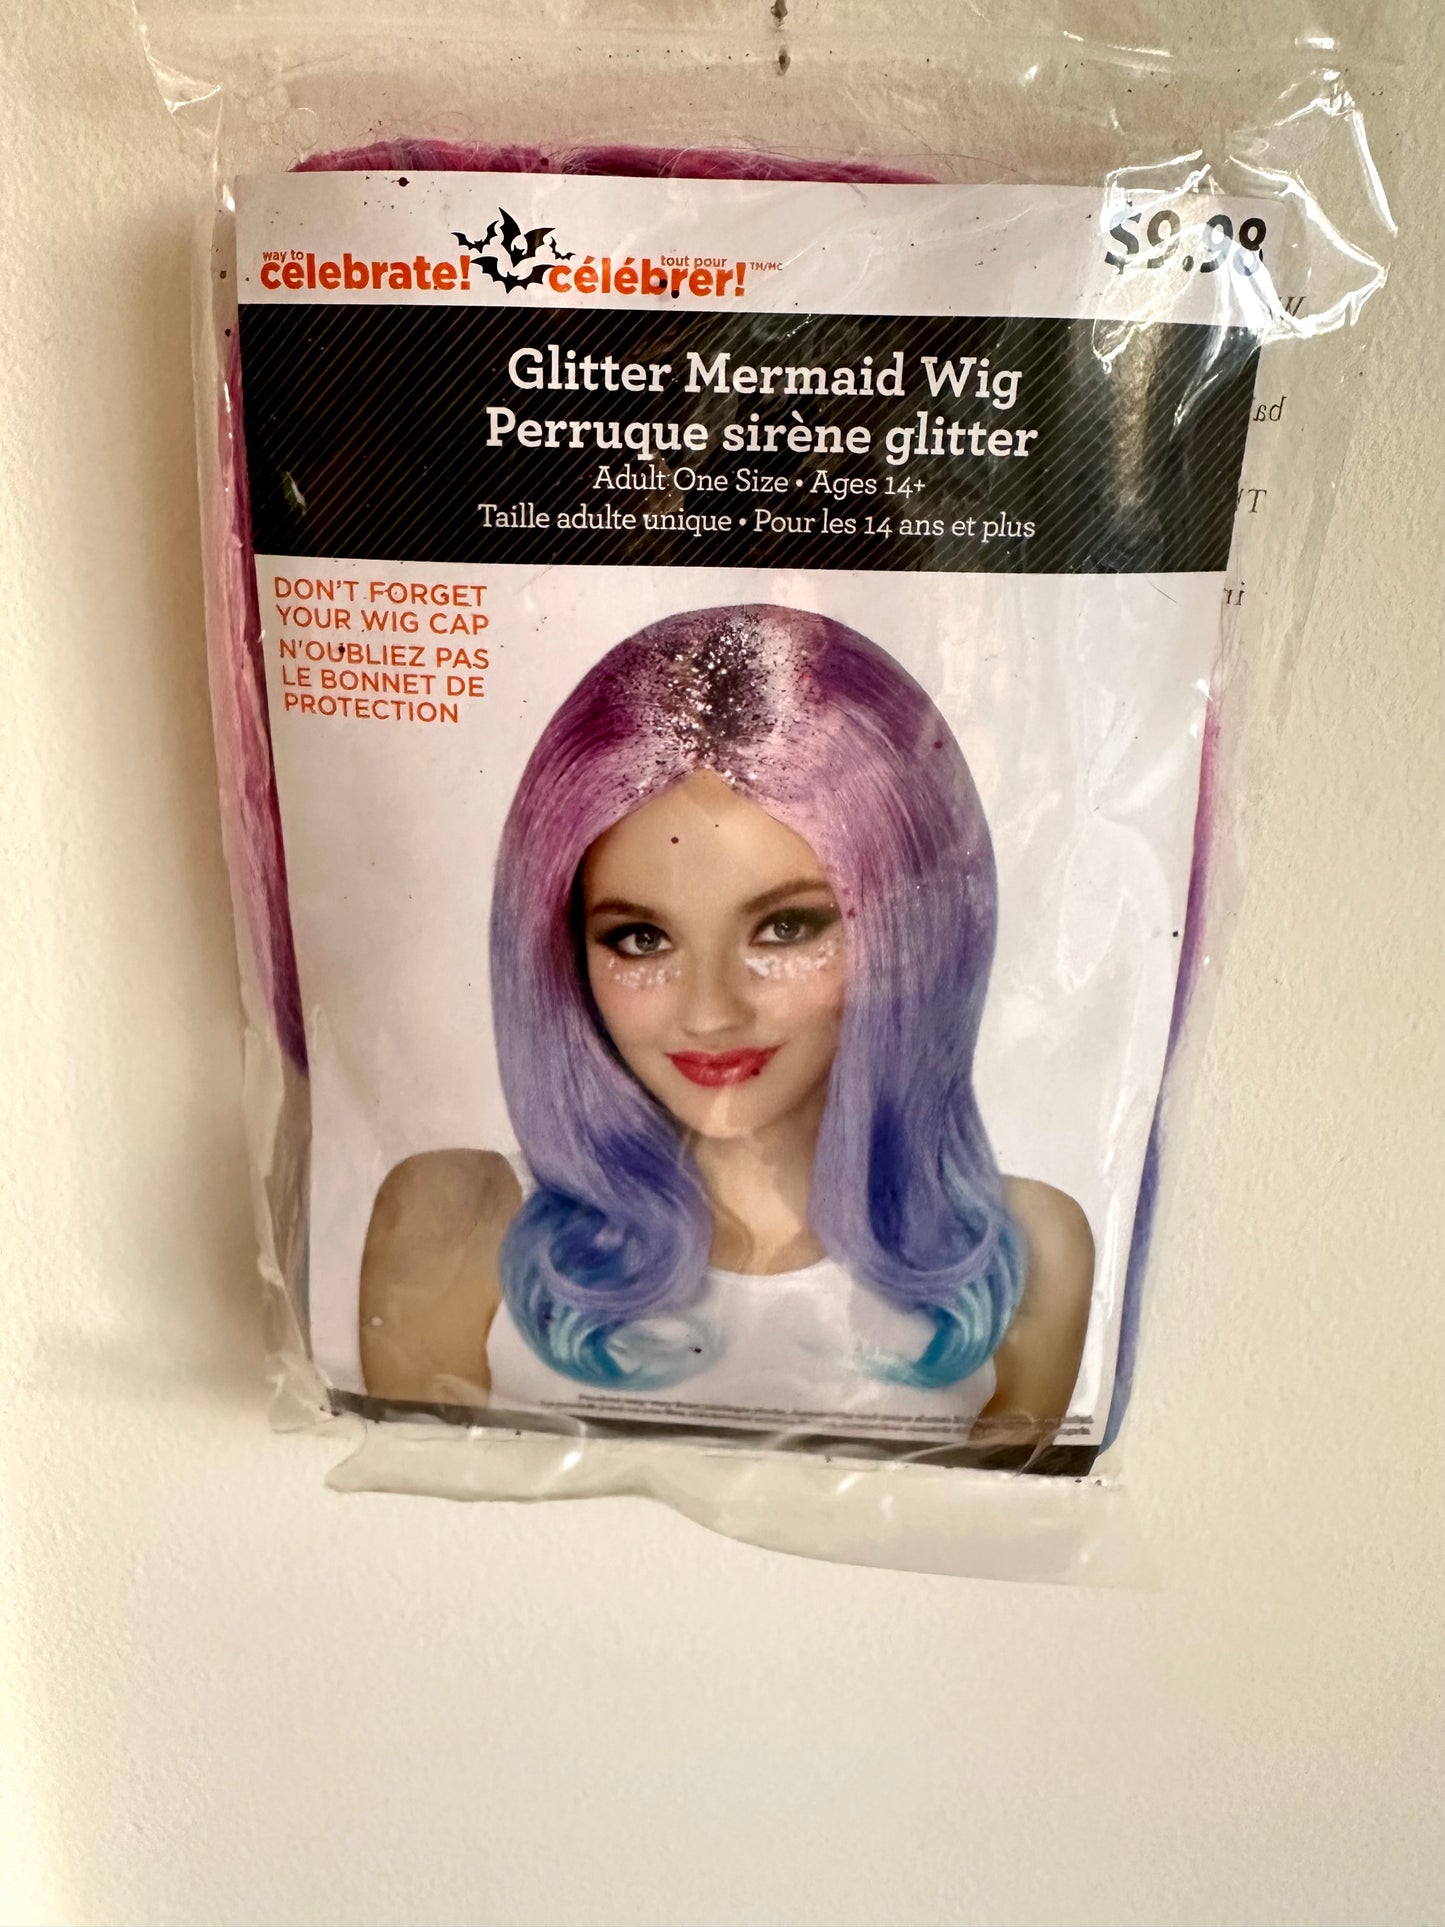 way to
celebrate!
tout pour
célébrer! TM/MC
$9.98
Glitter Mermaid Wig
Perruque sirène glitter
Adult One Size • Ages 14+
Taille adulte unique • Pour les 14 ans et plus
DON'T FORGET
YOUR WIG CAP
N'OUBLIEZ PAS
LE BONNET DE
PROTECTION